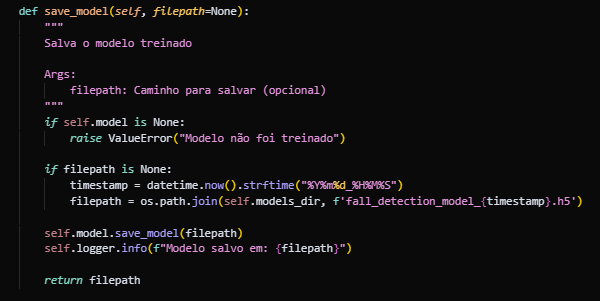 def save_model(self, filepath=None):
    """
    Salva o modelo treinado

    Args:
        filepath: Caminho para salvar (opcional)
    """
    if self.model is None:
        raise ValueError("Modelo não foi treinado")

    if filepath is None:
        timestamp = datetime.now().strftime("%Y%m%d_%H%M%S")
        filepath = os.path.join(self.models_dir, f'fall_detection_model_{timestamp}.h5')

    self.model.save_model(filepath)
    self.logger.info(f"Modelo salvo em: {filepath}")

    return filepath